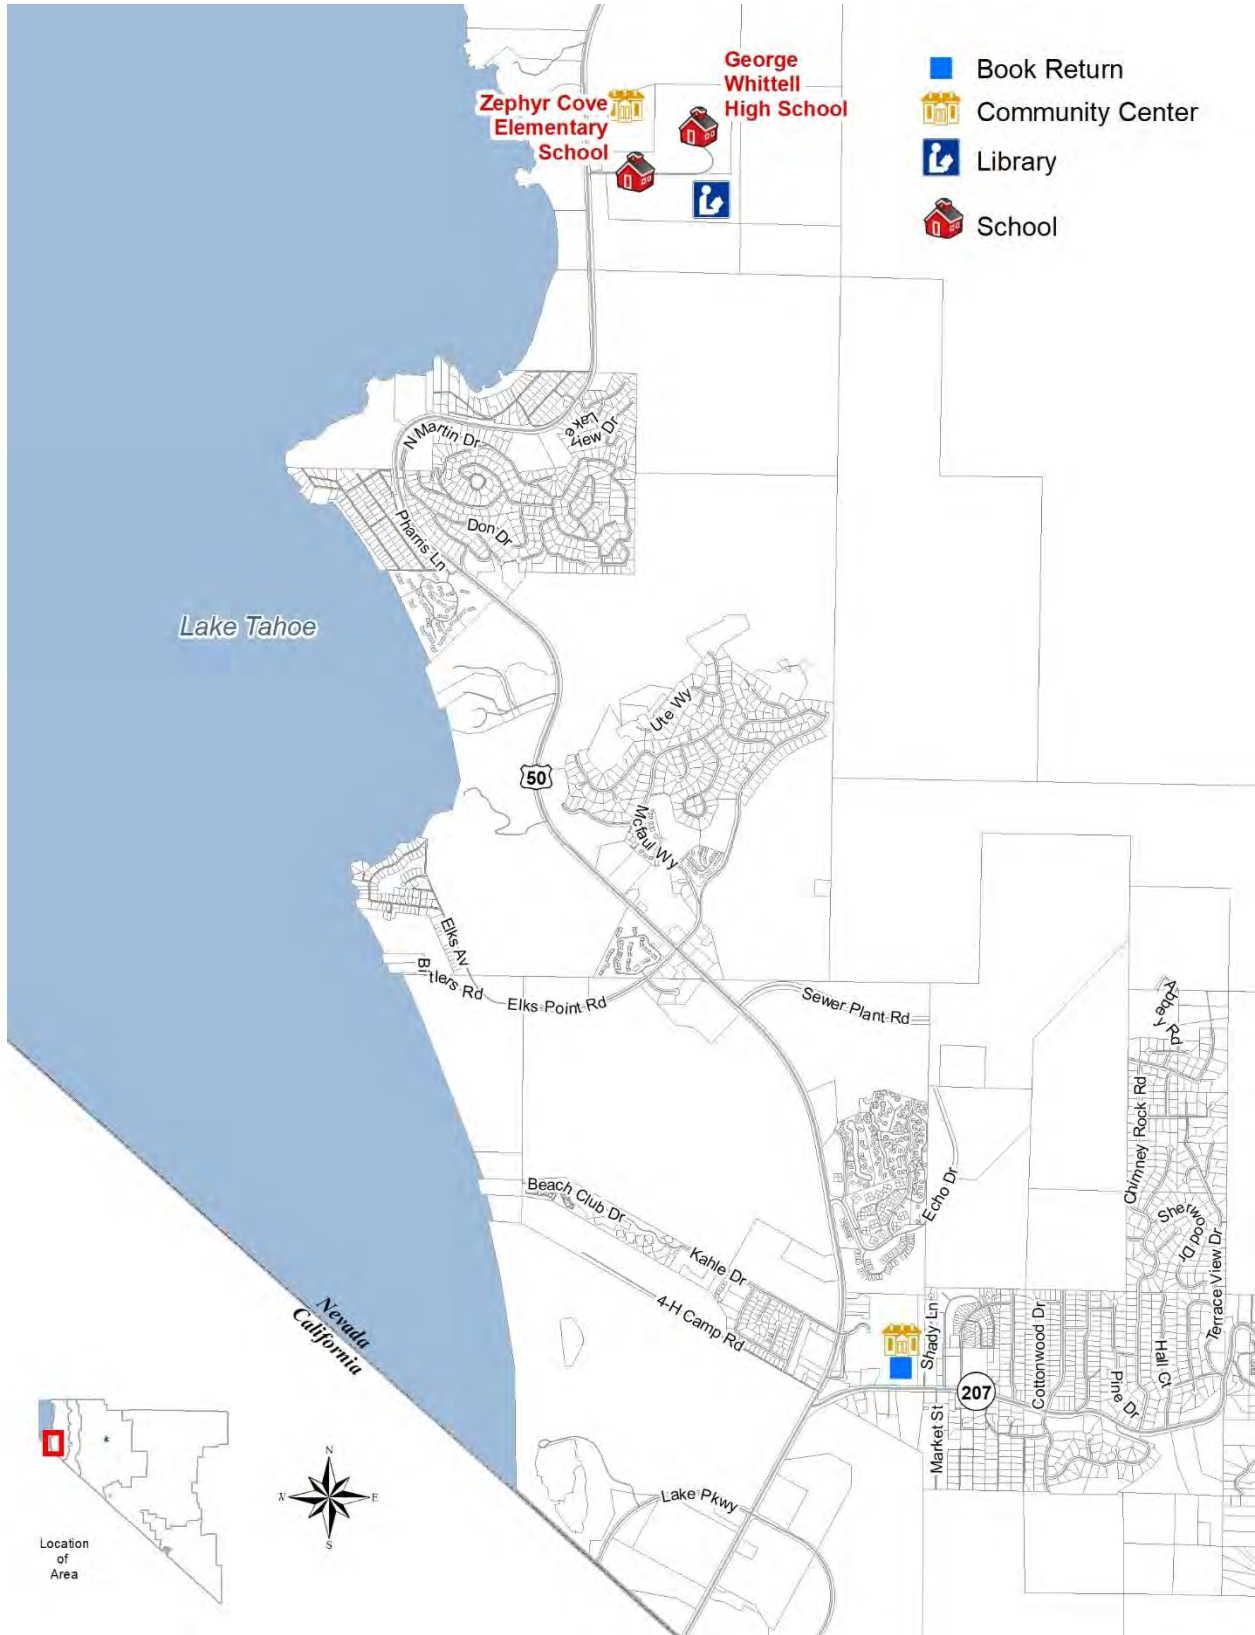 George
Whittell
High School
Zephyr Cove
Elementary
School
Book Return
Community Center
Library
School
N Martin Dr
Lake
View Dr
Don Dr
Pharris Ln
Lake Tahoe
Ute Wy
50
Mcfaul Wy
Elks Av
Bitlers Rd
Elks Point Rd
Sewer Plant Rd
Abbey Rd
Chimney Rock Rd
Echo Dr
Sherwood Dr
Terrace View Dr
Beach Club Dr
Kahle Dr
4-H Camp Rd
Nevada
California
Shady Ln
Cottonwood Dr
Hall Ct
Pine Dr
207
Market St
Lake Pkwy
N
W
E
S
Location
of
Area